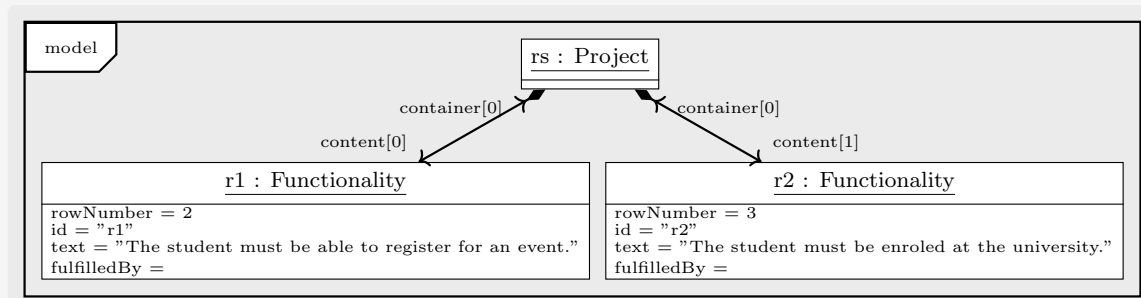 model
rs : Project
container[0]
container[0]
content[0]
content[1]
r1 : Functionality
rowNumber = 2
id = ”r1”
text = ”The student must be able to register for an event.”
fulfilledBy =
r2 : Functionality
rowNumber = 3
id = ”r2”
text = ”The student must be enroled at the university.”
fulfilledBy =